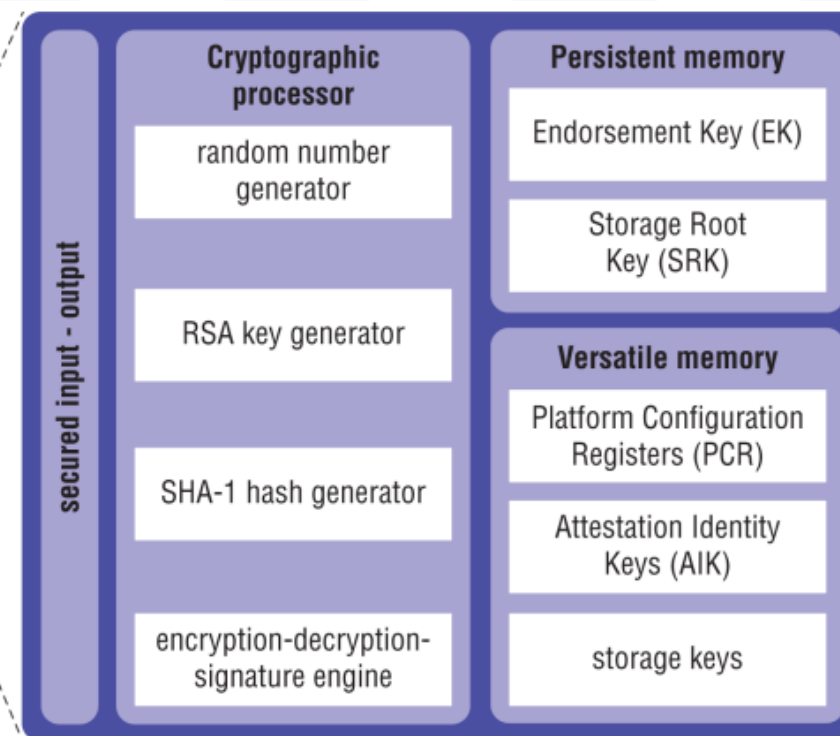 secured input - output
Cryptographic
processor
random number
generator
RSA key generator
SHA-1 hash generator
encryption-decryption-
signature engine
Persistent memory
Endorsement Key (EK)
Storage Root
Key (SRK)
Versatile memory
Platform Configuration
Registers (PCR)
Attestation Identity
Keys (AIK)
storage keys